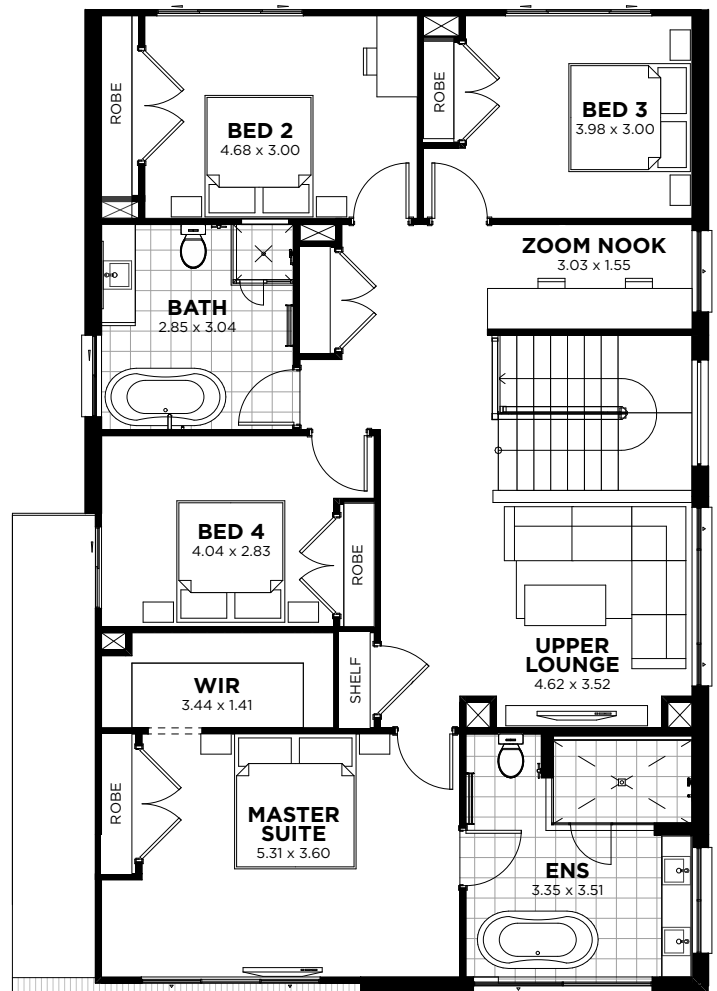 ROBE
BED 2
4.68 x 3.00
ROBE
BED 3
3.98 x 3.00
ZOOM NOOK
3.03 x 1.55
BATH
2.85 x 3.04
BED 4
4.04 x 2.83
ROBE
UPPER
LOUNGE
4.62 x 3.52
WIR
3.44 x 1.41
SHELF
ROBE
MASTER
SUITE
5.31 x 3.60
ENS
3.35 x 3.51